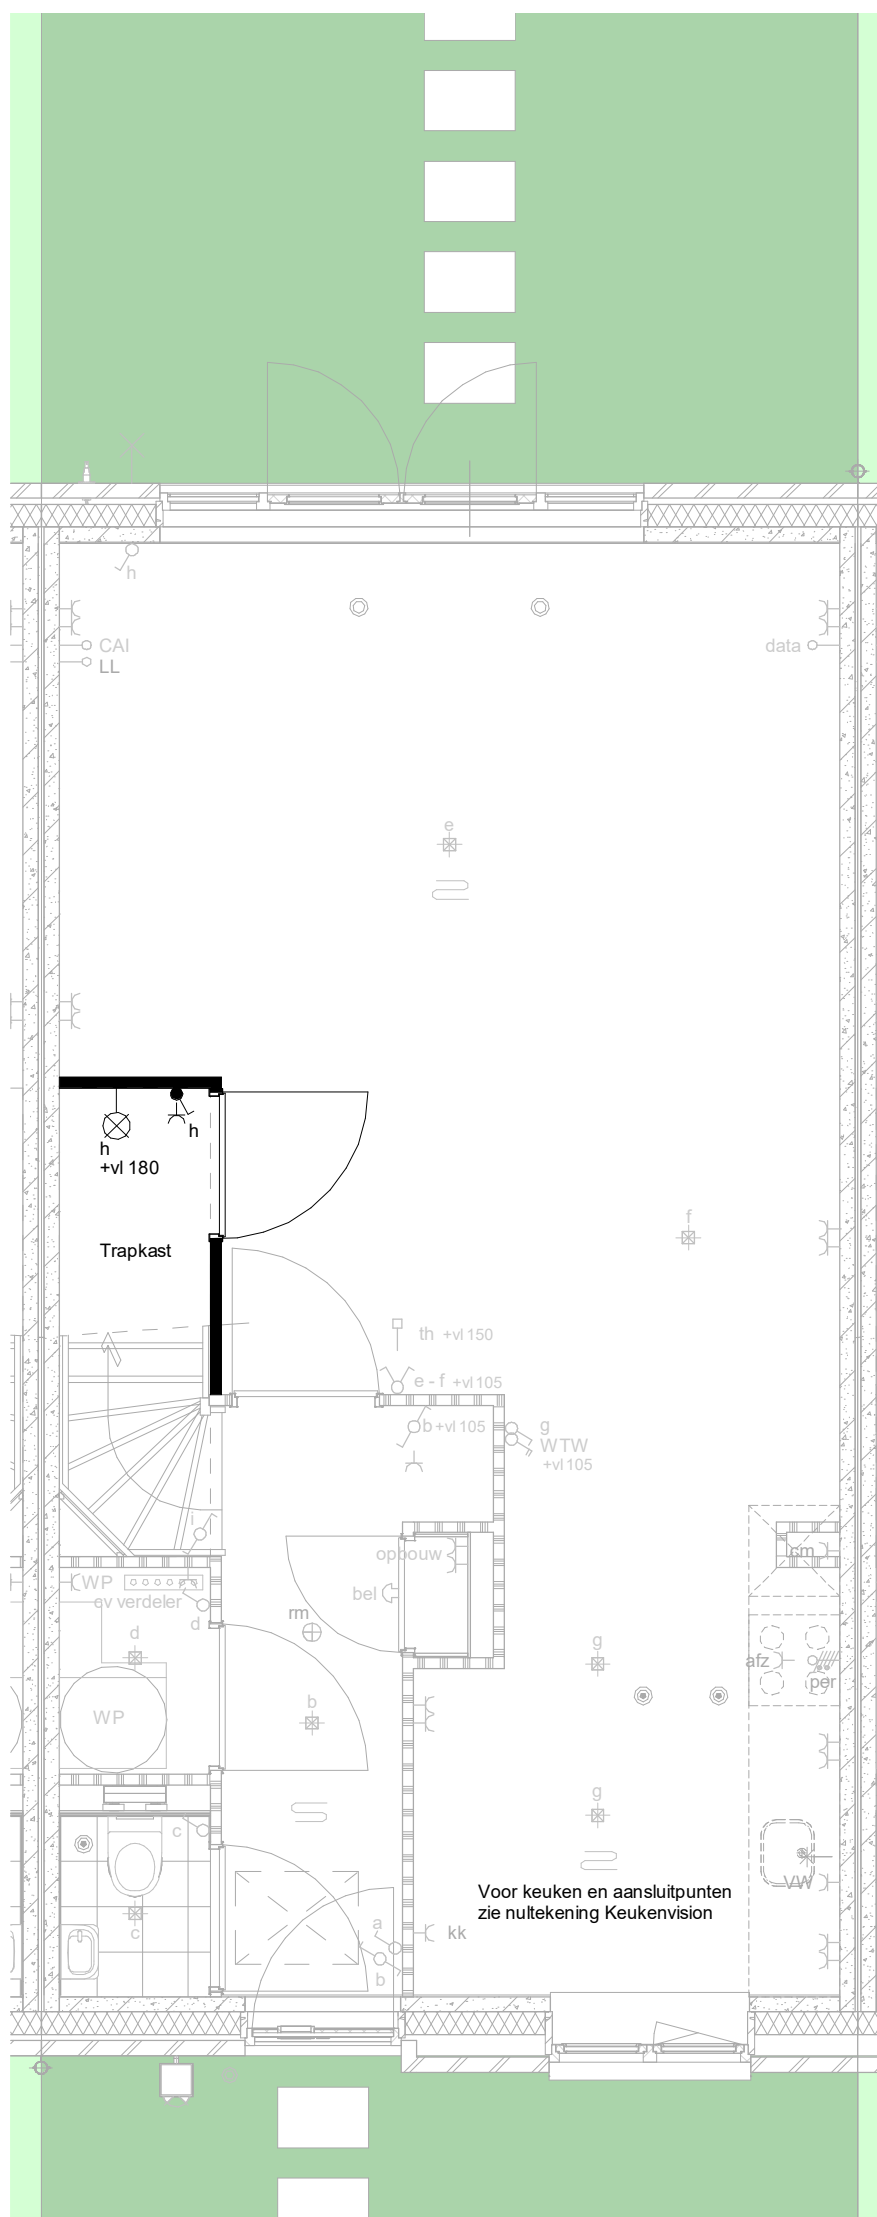 h
CAI
LL
data
e
h
h
+vl 180
Trapkast
f
th +vl 150
e - f +vl 105
b +vl 105
g
WTW
+vl 105
i
opbouw
cm
WP
cv verdeler
bel
d
rm
d
g
afz
per
WP
b
g
c
VW
Voor keuken en aansluitpunten
zie nultekening Keukenvision
c
a
kk
b